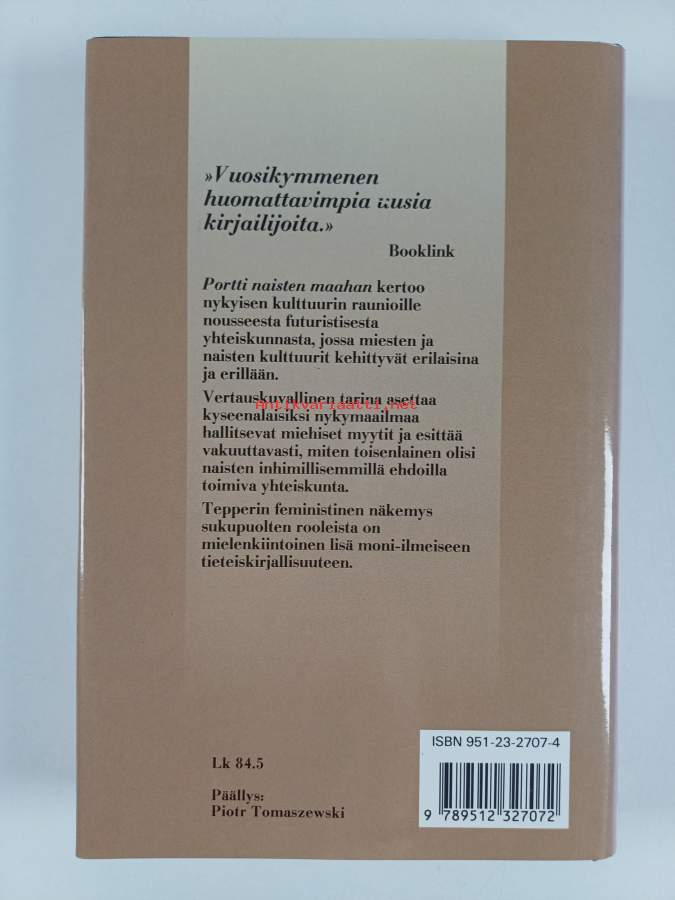 »Vuosikymmenen
huomattavimpia uusia
kirjailijoita.»
Booklink
Portti naisten maahan kertoo
nykyisen kulttuurin raunioille
nousseesta futuristisesta
yhteiskunnasta, jossa miesten ja
naisten kulttuurit kehittyvät erilaisina
ja erillään.
Vertauskuvallinen tarina asettaa
Antikvariaatti.net
kyseenalaisiksi nykymaailmaa
hallitsevat miehiset myytit ja esittää
vakuuttavasti, miten toisenlainen olisi
naisten inhimillisemmillä ehdoilla
toimiva yhteiskunta.
Tepperin feministinen näkemys
sukupuolten rooleista on
mielenkiintoinen lisä moni-ilmeiseen
tieteiskirjallisuuteen.
ISBN 951-23-2707-4
Lk 84.5
Päällys:
Piotr Tomaszewski
9 789512 327072